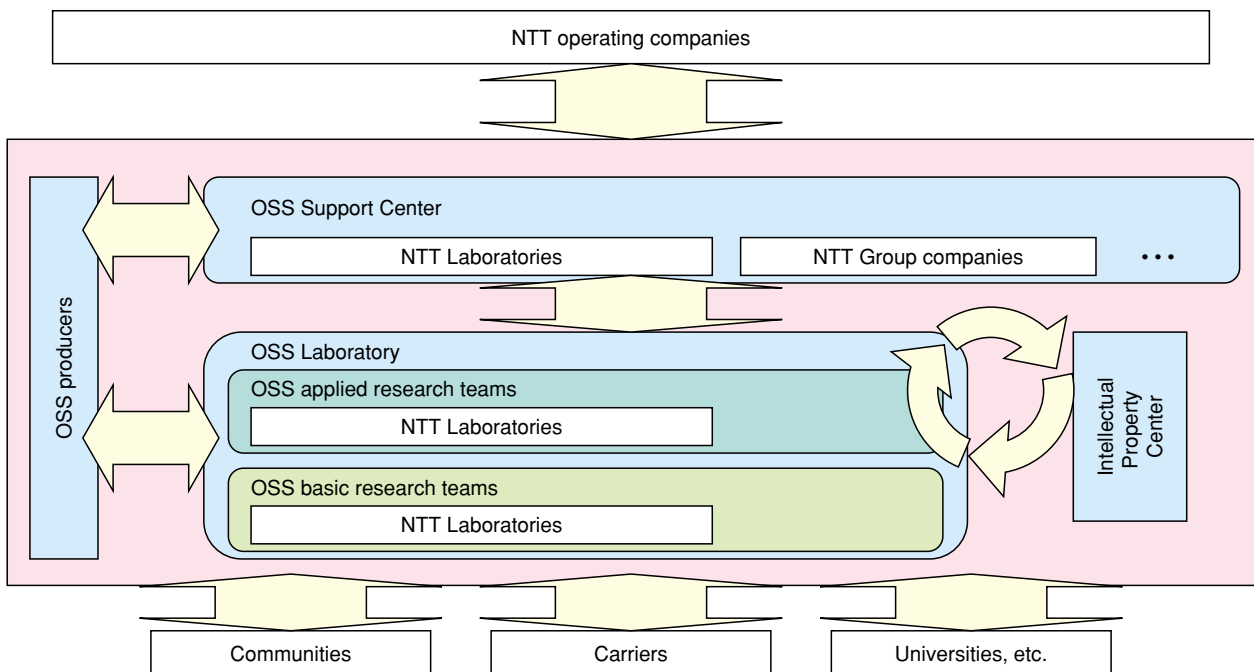 NTT operating companies
OSS producers
OSS Support Center
NTT Laboratories
NTT Group companies
...
OSS Laboratory
OSS applied research teams
NTT Laboratories
OSS basic research teams
NTT Laboratories
Intellectual
Property
Center
Communities
Carriers
Universities, etc.